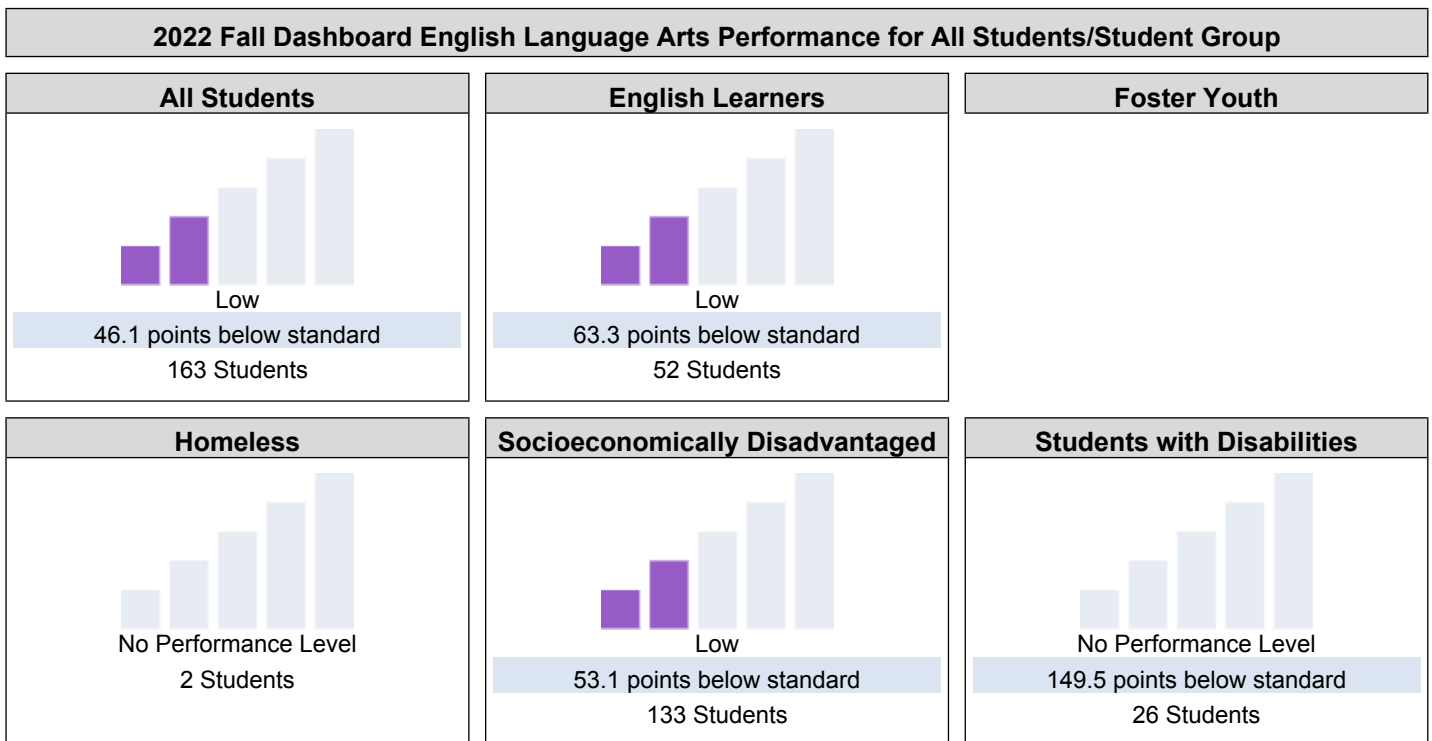 2022 Fall Dashboard English Language Arts Performance for All Students/Student Group
All Students
Low
46.1 points below standard
163 Students
English Learners
Low
63.3 points below standard
52 Students
Foster Youth
Homeless
No Performance Level
2 Students
Socioeconomically Disadvantaged
Low
53.1 points below standard
133 Students
Students with Disabilities
No Performance Level
149.5 points below standard
26 Students